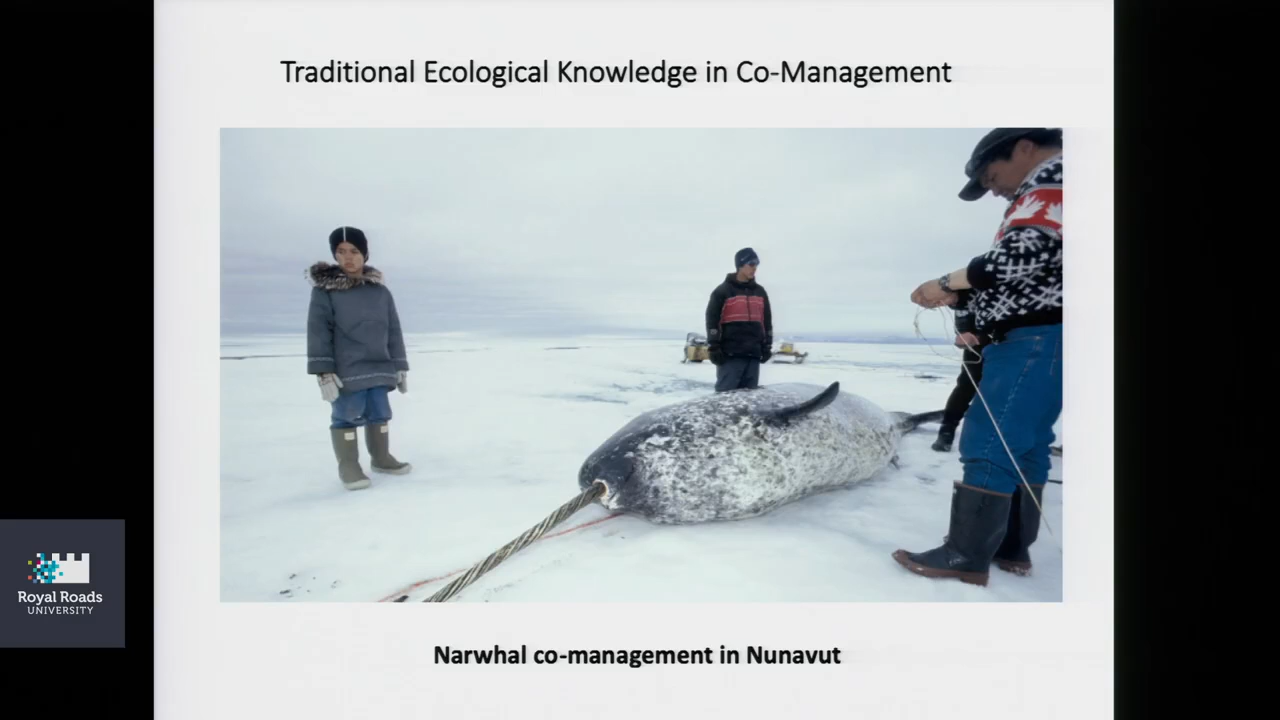 Traditional Ecological Knowledge in Co-Management
Royal Roads
UNIVERSITY
Narwhal co-management in Nunavut